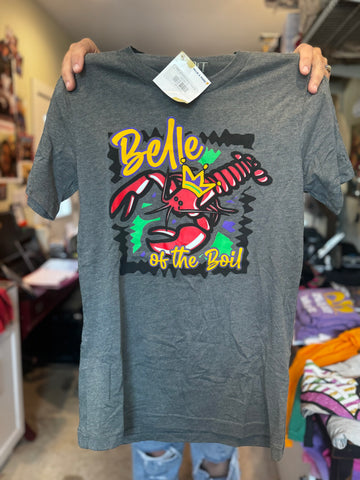 Belle
of the Boil